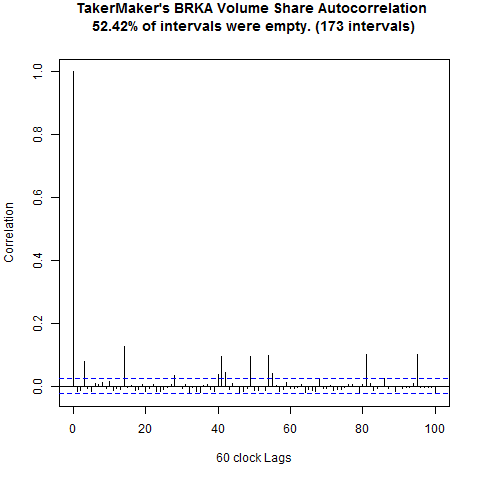 TakerMaker's BRKA Volume Share Autocorrelation
52.42% of intervals were empty. (173 intervals)
Correlation
1.0
0.8
0.6
0.4
0.2
0.0
0 20 40 60 80 100
60 clock Lags